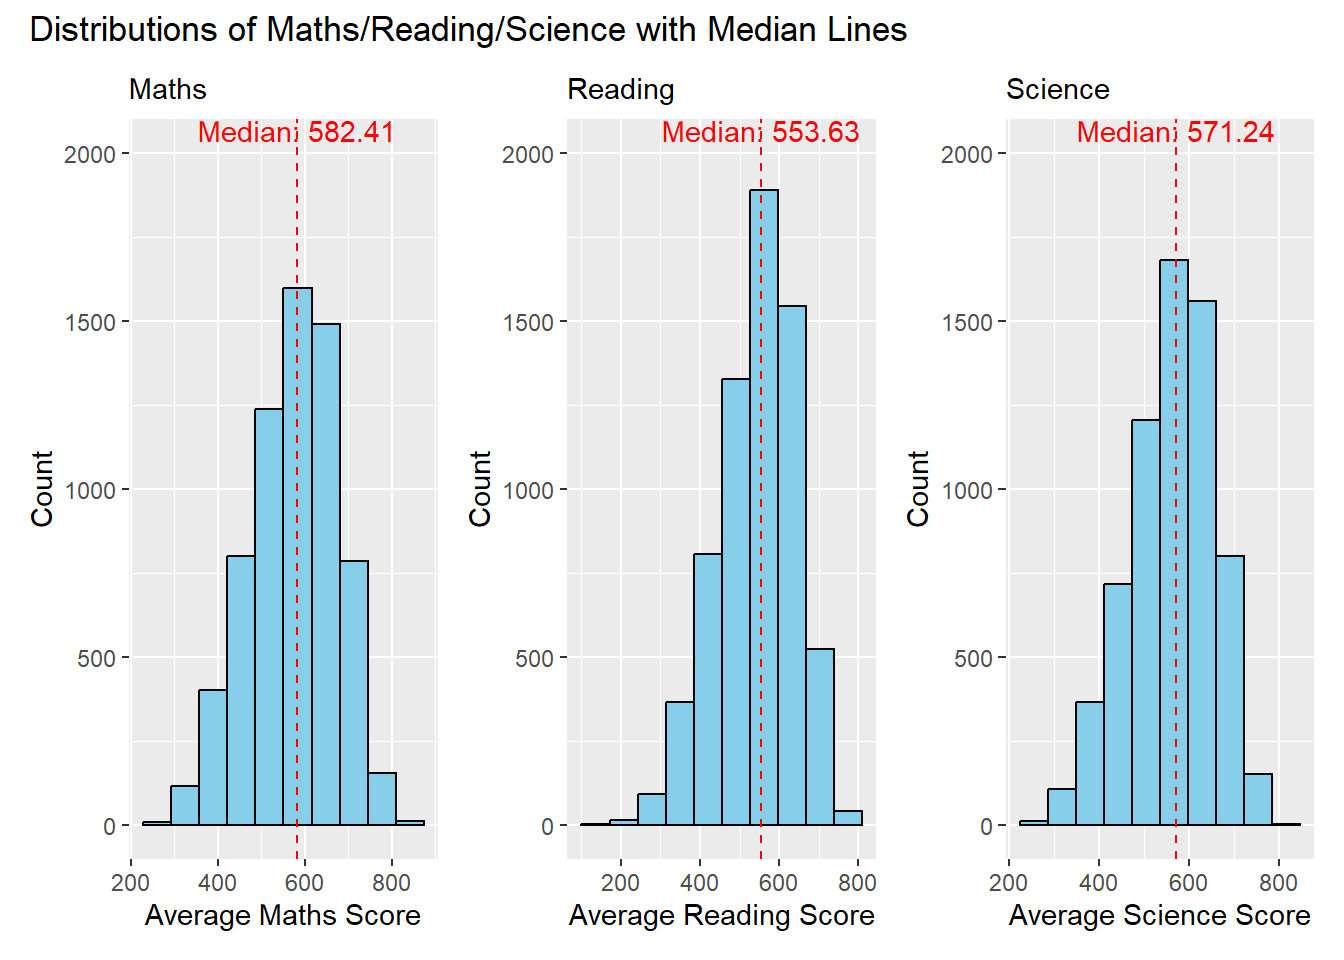 Distributions of Maths/Reading/Science with Median Lines
Maths
Median: 582.41
2000
1500
1000
500
0
Count
200 400 600 800
Average Maths Score
Reading
Median: 553.63
2000
1500
1000
500
0
Count
200 400 600 800
Average Reading Score
Science
Median: 571.24
2000
1500
1000
500
0
Count
200 400 600 800
Average Science Score